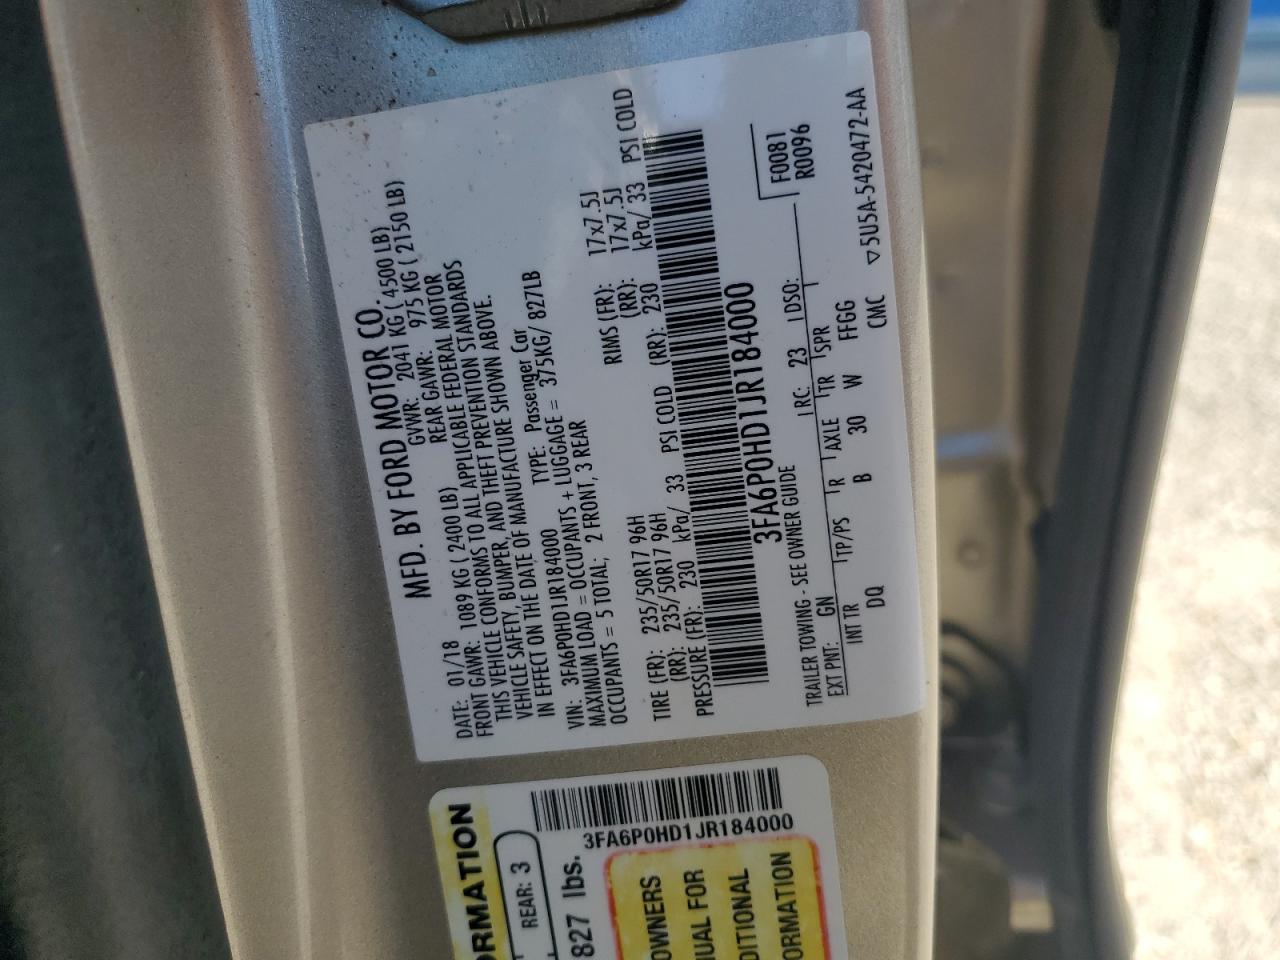 MFD. BY FORD MOTOR CO.
DATE: 01/18 GVWR: 2041 KG ( 4500 LB)
FRONT GAWR: 1089 KG ( 2400 LB) REAR GAWR: 975 KG ( 2150 LB)
THIS VEHICLE CONFORMS TO ALL APPLICABLE FEDERAL MOTOR
VEHICLE SAFETY, BUMPER, AND THEFT PREVENTION STANDARDS
IN EFFECT ON THE DATE OF MANUFACTURE SHOWN ABOVE.
VIN: 3FA6P0HD1JR184000 TYPE: Passenger Car
MAXIMUM LOAD = OCCUPANTS + LUGGAGE = 375KG/ 827LB
OCCUPANTS = 5 TOTAL; 2 FRONT, 3 REAR
TIRE (FR): 235/50R17 96H RIMS (FR): 17x7.5J
(RR): 235/50R17 96H (RR): 17x7.5J
PRESSURE (FR): 230 kPa/ 33 PSI COLD (RR): 230 kPa/ 33 PSI COLD
3FA6P0HD1JR184000
TRAILER TOWING - SEE OWNER GUIDE
EXT PNT: GN RC: 23 DSO:
F0081
R0096
INT TR TP/PS R AXLE TR SPR
DQ B 30 W FFGG
CMC ▽5U5A-5420472-AA
ORMATION
REAR: 3
827 lbs.
3FA6P0HD1JR184000
OWNERS
UAL FOR
DITIONAL
ORMATION